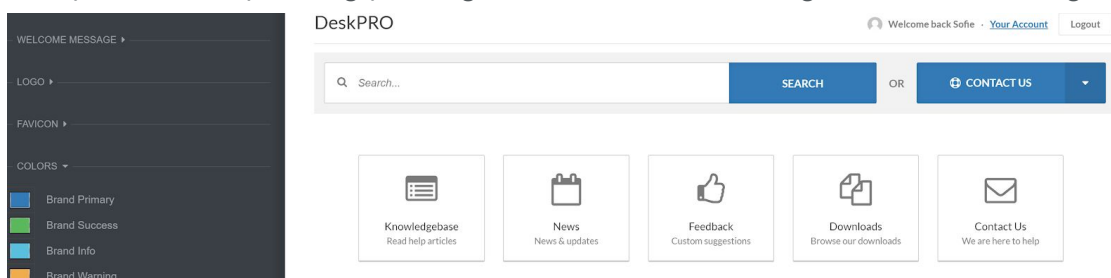 DeskPRO
Welcome back Sofie · Your Account Logout
WELCOME MESSAGE
LOGO
FAVICON
COLORS
Brand Primary
Brand Success
Brand Info
Brand Warning
Search...
SEARCH
OR
CONTACT US
Knowledgebase
Read help articles
News
News & updates
Feedback
Custom suggestions
Downloads
Browse our downloads
Contact Us
We are here to help